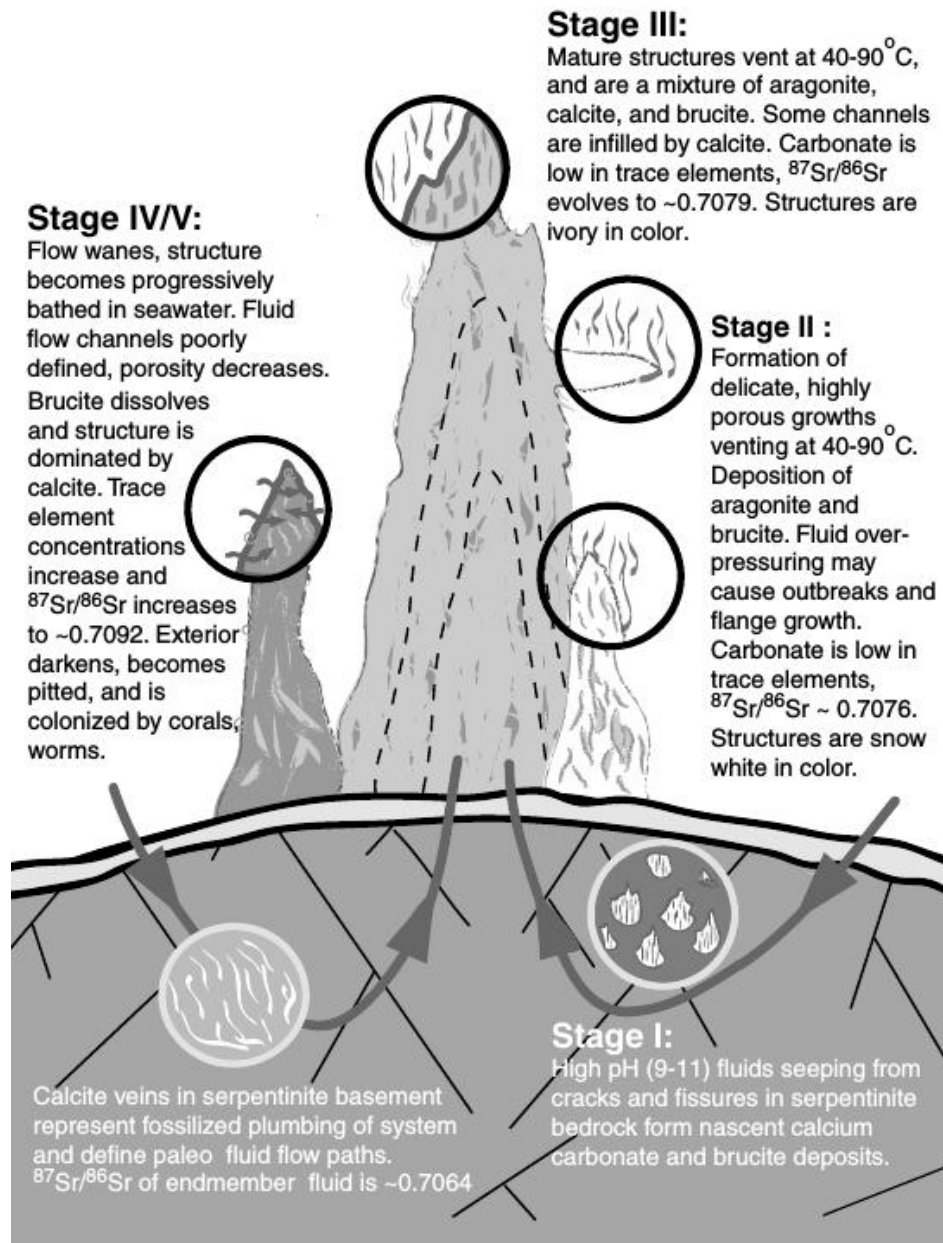 Stage III:
Mature structures vent at 40-90°C,
and are a mixture of aragonite,
calcite, and brucite. Some channels
are infilled by calcite. Carbonate is
low in trace elements, ⁸⁷Sr/⁸⁶Sr
evolves to ~0.7079. Structures are
ivory in color.
Stage IV/V:
Flow wanes, structure
becomes progressively
bathed in seawater. Fluid
flow channels poorly
defined, porosity decreases.
Brucite dissolves
and structure is
dominated by
calcite. Trace
element
concentrations
increase and
⁸⁷Sr/⁸⁶Sr increases
to ~0.7092. Exterior
darkens, becomes
pitted, and is
colonized by corals,
worms.
Stage II :
Formation of
delicate, highly
porous growths
venting at 40-90°C.
Deposition of
aragonite and
brucite. Fluid over-
pressuring may
cause outbreaks and
flange growth.
Carbonate is low in
trace elements,
⁸⁷Sr/⁸⁶Sr ~ 0.7076.
Structures are snow
white in color.
Stage I:
High pH (9-11) fluids seeping from
cracks and fissures in serpentinite
bedrock form nascent calcium
carbonate and brucite deposits.
Calcite veins in serpentinite basement
represent fossilized plumbing of system
and define paleo fluid flow paths.
⁸⁷Sr/⁸⁶Sr of endmember fluid is ~0.7064